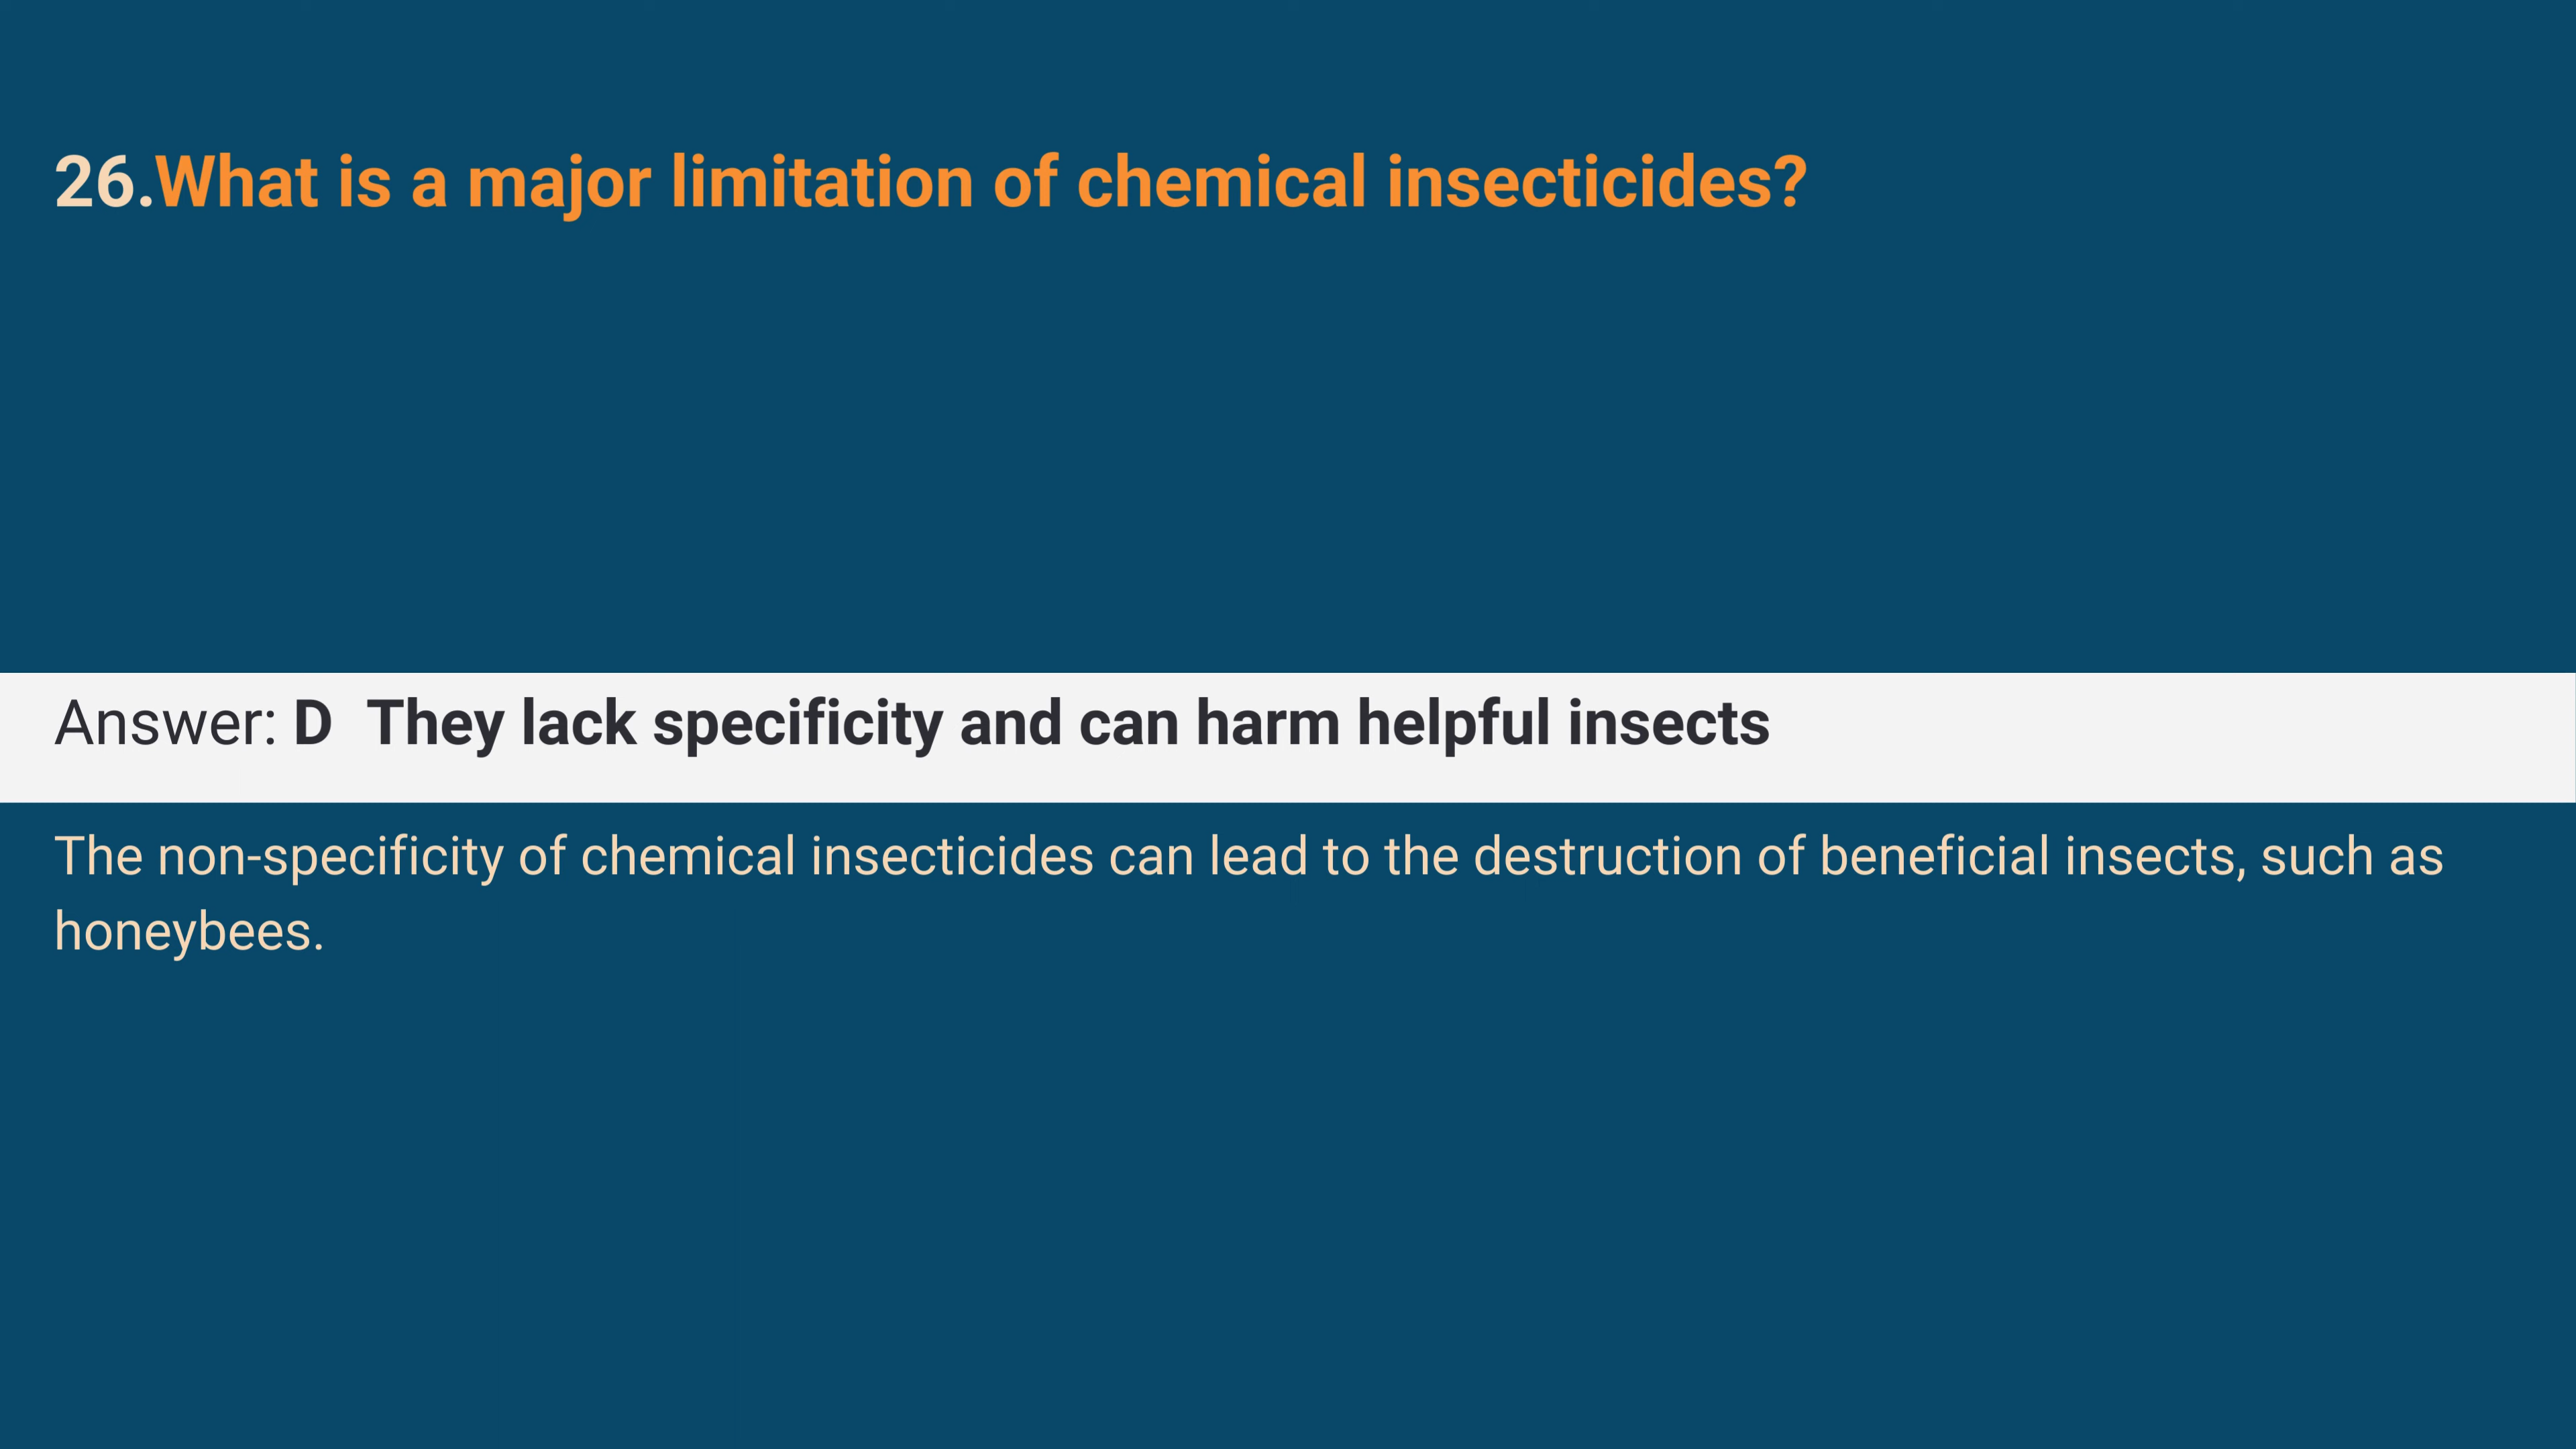 26.What is a major limitation of chemical insecticides?
Answer: D They lack specificity and can harm helpful insects
The non-specificity of chemical insecticides can lead to the destruction of beneficial insects, such as
honeybees.